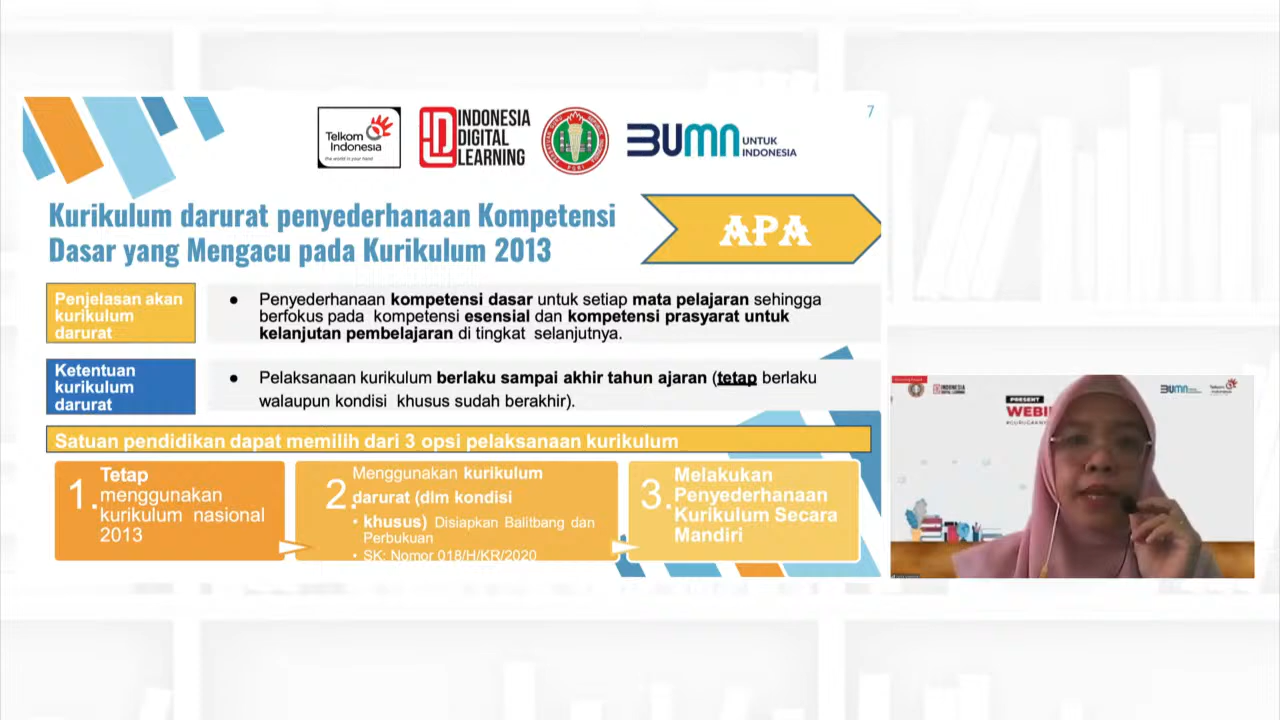 7
Telkom
Indonesia
the world in your hand
INDONESIA
DIGITAL
LEARNING
BUMN UNTUK
INDONESIA
Kurikulum darurat penyederhanaan Kompetensi
Dasar yang Mengacu pada Kurikulum 2013
APA
Penjelasan akan
kurikulum
darurat
● Penyederhanaan kompetensi dasar untuk setiap mata pelajaran sehingga
berfokus pada kompetensi esensial dan kompetensi prasyarat untuk
kelanjutan pembelajaran di tingkat selanjutnya.
Ketentuan
kurikulum
darurat
● Pelaksanaan kurikulum berlaku sampai akhir tahun ajaran (tetap berlaku
walaupun kondisi khusus sudah berakhir).
Satuan pendidikan dapat memilih dari 3 opsi pelaksanaan kurikulum
1. Tetap
menggunakan
kurikulum nasional
2013
2. Menggunakan kurikulum
darurat (dlm kondisi
• khusus) Disiapkan Balitbang dan
Perbukuan
• SK: Nomor 018/H/KR/2020
3. Melakukan
Penyederhanaan
Kurikulum Secara
Mandiri
INDONESIA
DIGITAL LEARNING
BUMN
Telkom
Indonesia
PRESENT
WEBI